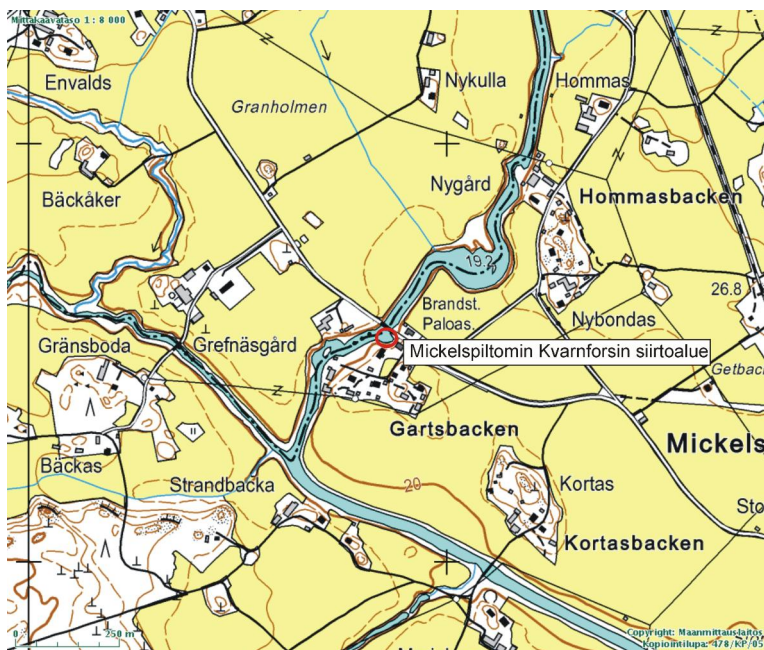 Mittakaavataso 1 : 8 000
Envalds
Nykulla
Hommas
Granholmen
Nygård
Bäckåker
Hommasbacken
19.2
26.8
Brandst.
Paloas.
Nybondas
Gränsboda
Grefnäsgård
Mickelspiltomin Kvarnforsin siirtoalue
Getbac
Gartsbacken
Mickels
Bäckas
Strandbacka
20
Kortas
Sto
Kortasbacken
0
250 m
Copyright: Maanmittauslaitos
Kopiointilupa: 478/KP/05